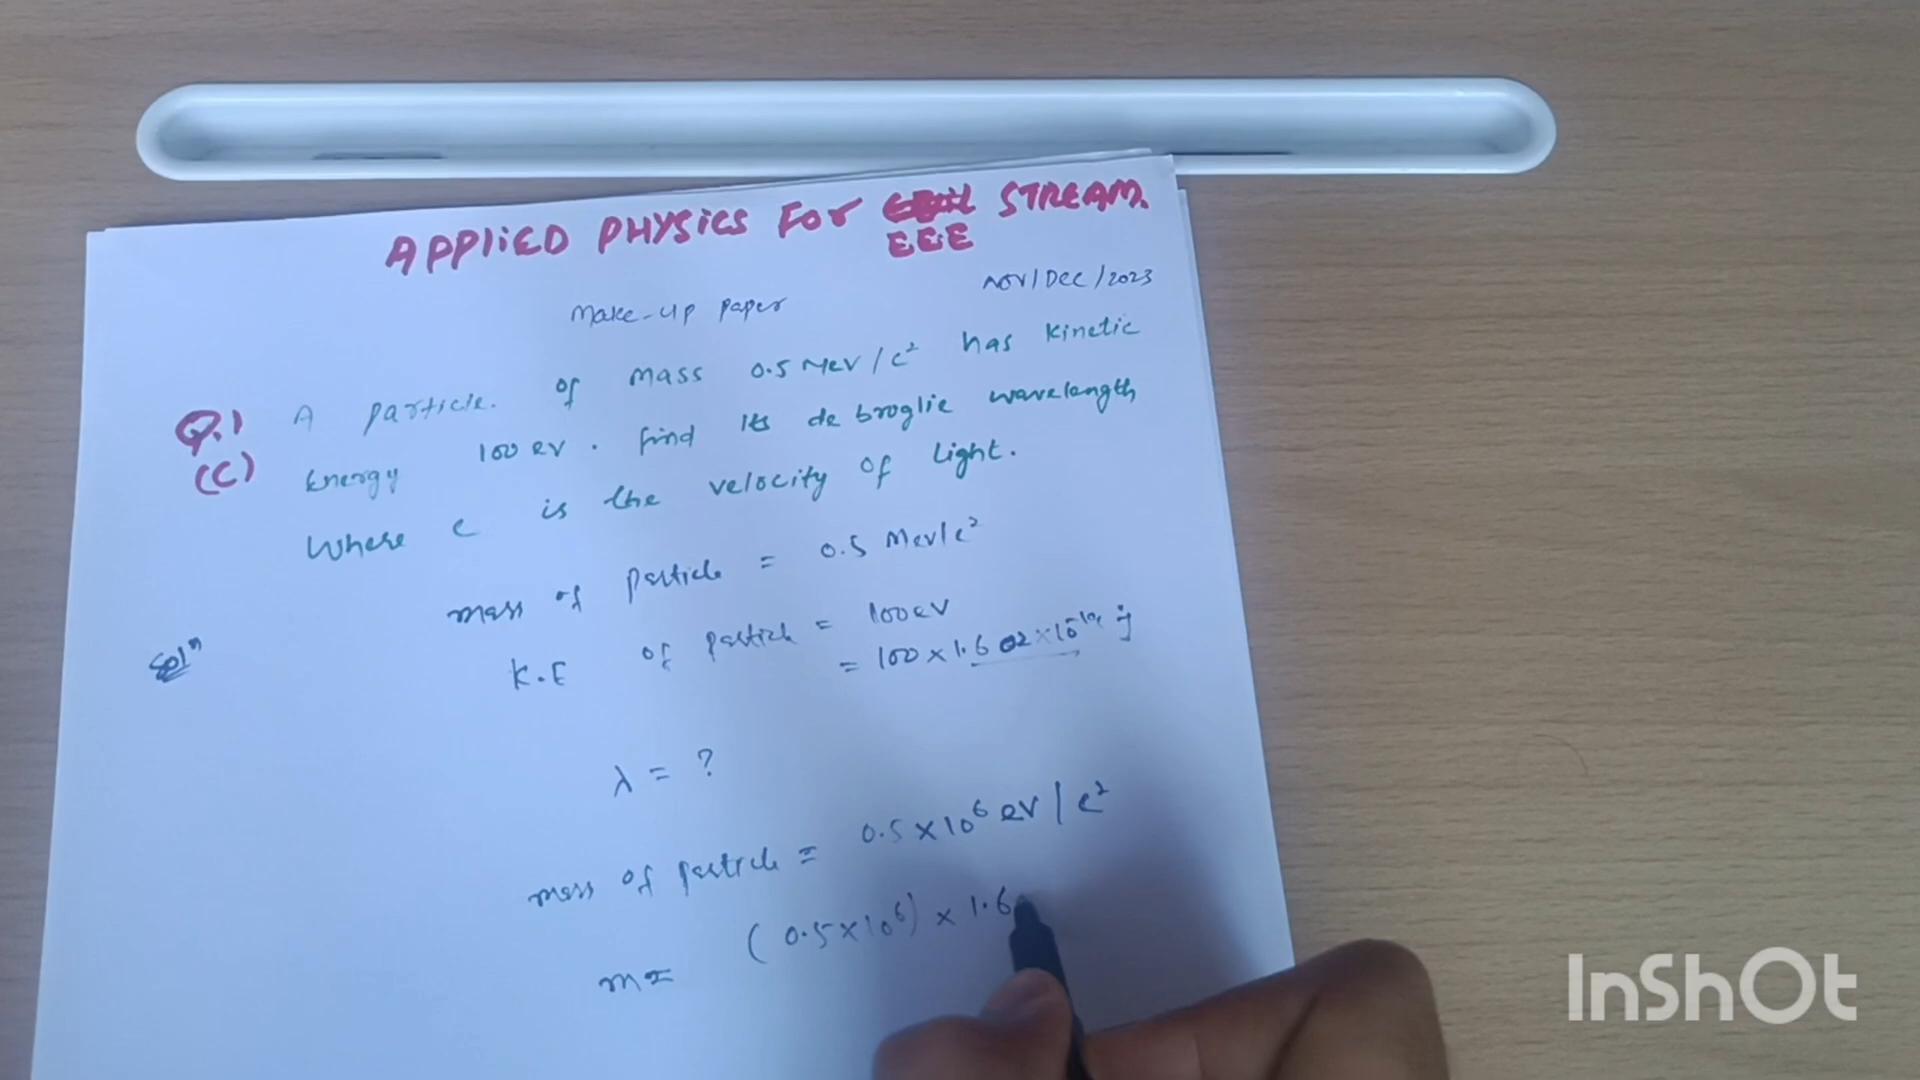 APPLIED PHYSICS FOR STREAM.
EEE
NOV/Dec/2023
Make-up paper
Q.1 A particle. of mass 0.5 MeV/c² has kinetic
(C) Energy 100 ev. find its de broglie wavelength
Where c is the velocity of light.
Solⁿ
mass of particle = 0.5 Mev/c²
K.E of particle = 100ev
= 100 × 1.602 × 10⁻¹⁹ j
λ = ?
mass of particle = 0.5×10⁶ eV/c²
m = (0.5×10⁶) × 1.6
InShOt